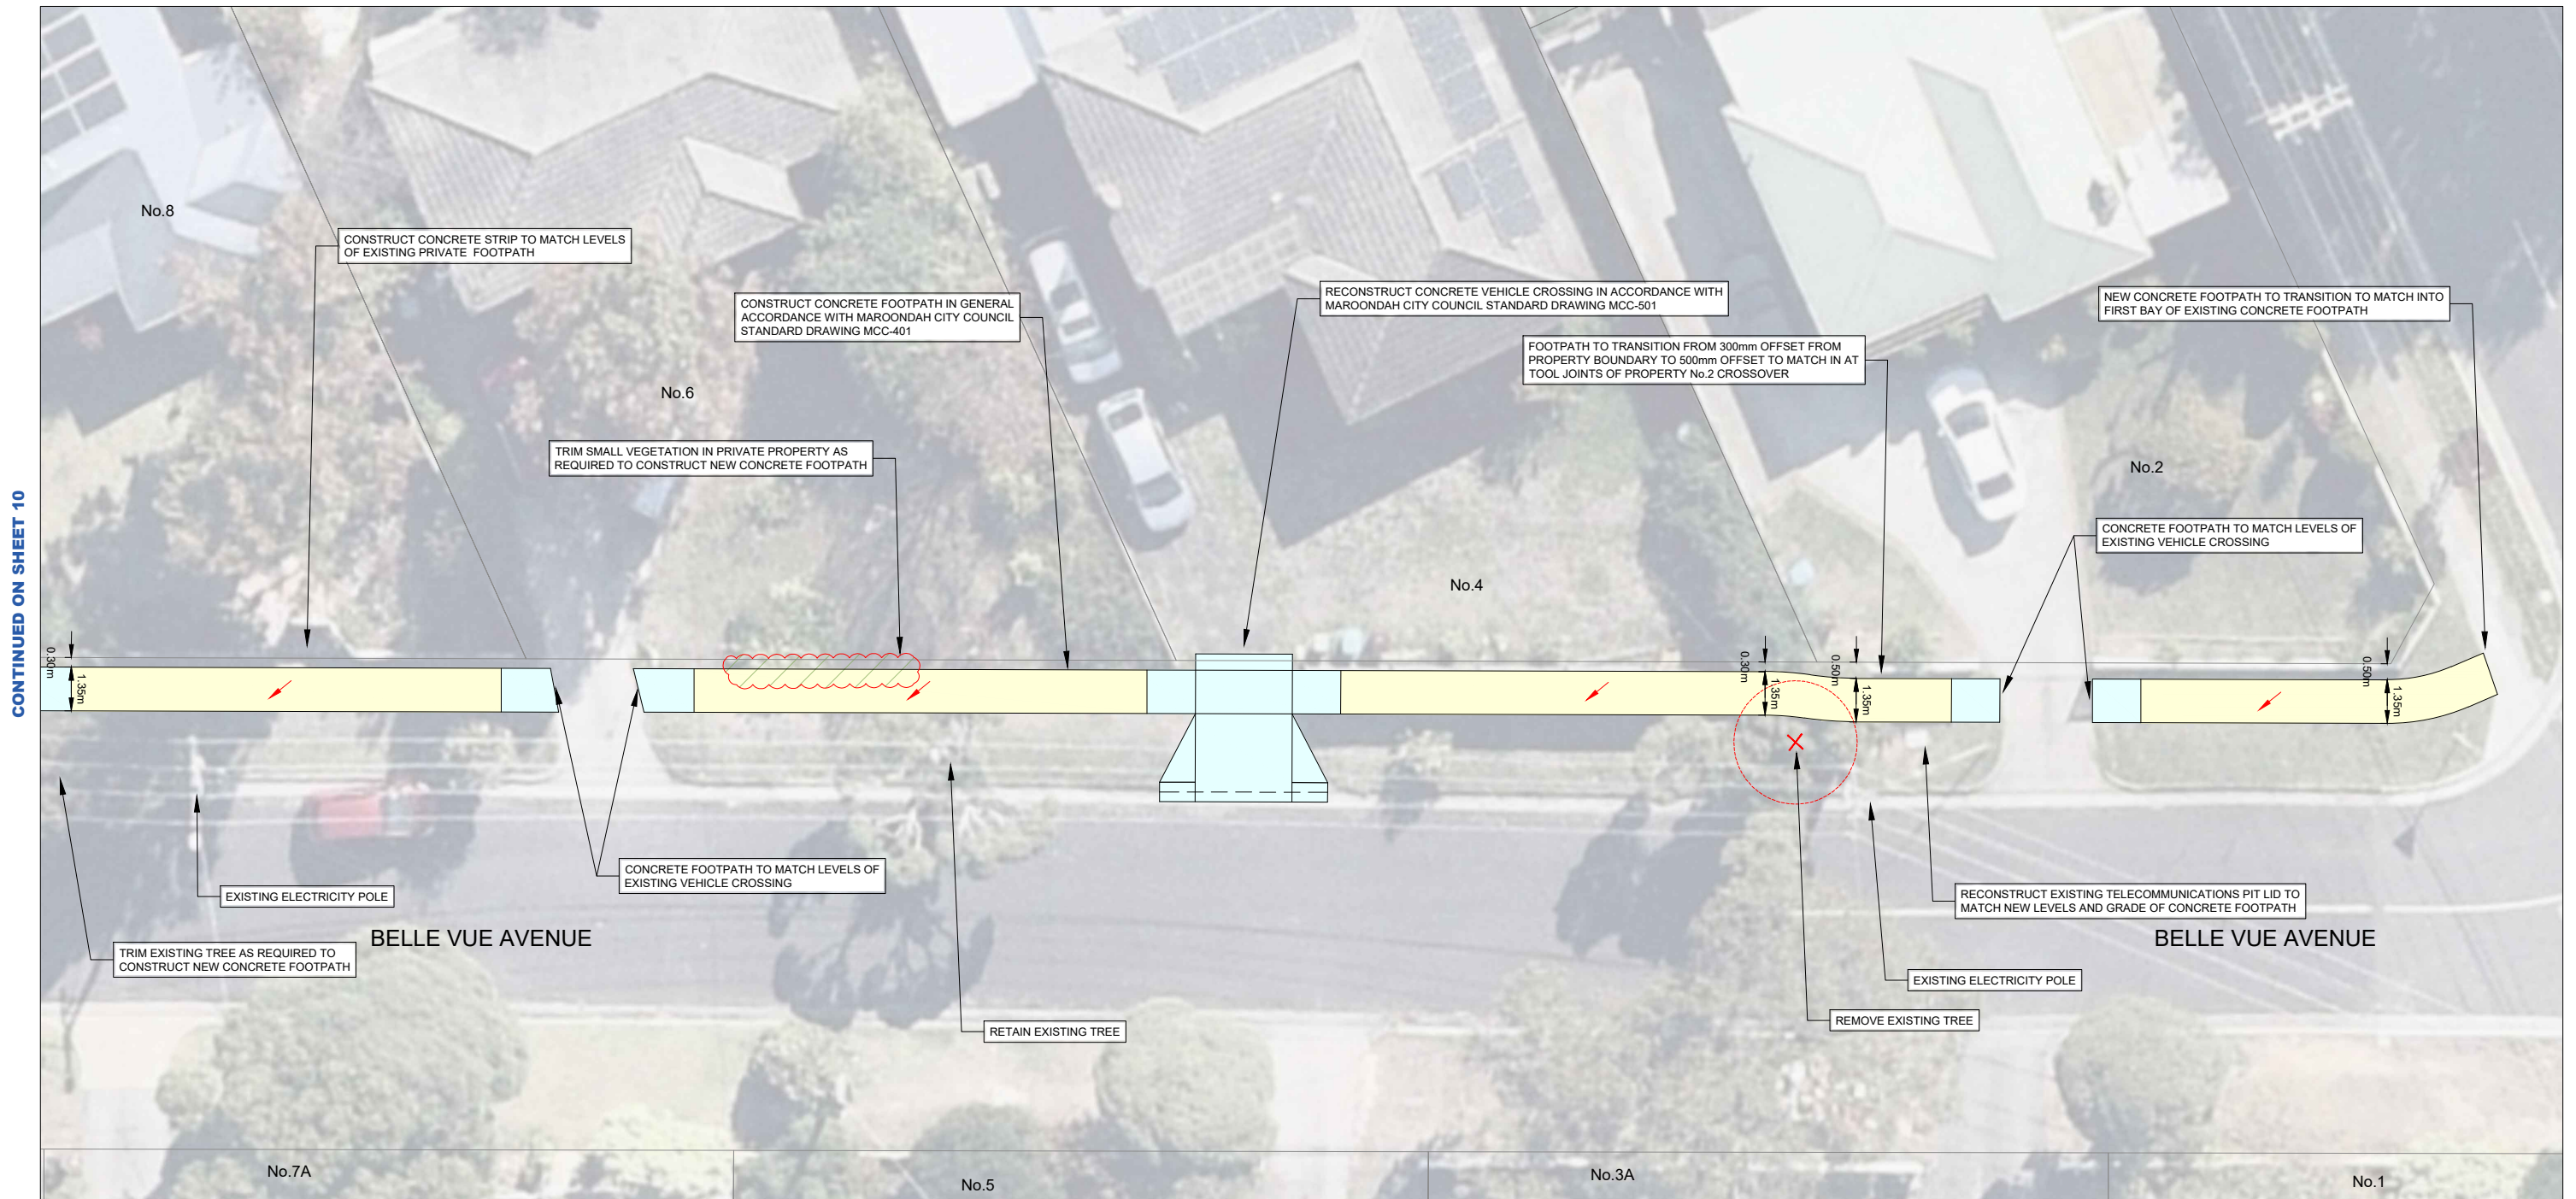 CONTINUED ON SHEET 10
No.8
CONSTRUCT CONCRETE STRIP TO MATCH LEVELS
OF EXISTING PRIVATE FOOTPATH
CONSTRUCT CONCRETE FOOTPATH IN GENERAL
ACCORDANCE WITH MAROONDAH CITY COUNCIL
STANDARD DRAWING MCC-401
RECONSTRUCT CONCRETE VEHICLE CROSSING IN ACCORDANCE WITH
MAROONDAH CITY COUNCIL STANDARD DRAWING MCC-501
NEW CONCRETE FOOTPATH TO TRANSITION TO MATCH INTO
FIRST BAY OF EXISTING CONCRETE FOOTPATH
FOOTPATH TO TRANSITION FROM 300mm OFFSET FROM
PROPERTY BOUNDARY TO 500mm OFFSET TO MATCH IN AT
TOOL JOINTS OF PROPERTY No.2 CROSSOVER
No.6
TRIM SMALL VEGETATION IN PRIVATE PROPERTY AS
REQUIRED TO CONSTRUCT NEW CONCRETE FOOTPATH
No.2
CONCRETE FOOTPATH TO MATCH LEVELS OF
EXISTING VEHICLE CROSSING
No.4
0.30m
1.35m
0.30m
1.35m
0.50m
1.35m
0.50m
1.35m
CONCRETE FOOTPATH TO MATCH LEVELS OF
EXISTING VEHICLE CROSSING
EXISTING ELECTRICITY POLE
RECONSTRUCT EXISTING TELECOMMUNICATIONS PIT LID TO
MATCH NEW LEVELS AND GRADE OF CONCRETE FOOTPATH
BELLE VUE AVENUE
BELLE VUE AVENUE
TRIM EXISTING TREE AS REQUIRED TO
CONSTRUCT NEW CONCRETE FOOTPATH
EXISTING ELECTRICITY POLE
RETAIN EXISTING TREE
REMOVE EXISTING TREE
No.7A
No.5
No.3A
No.1